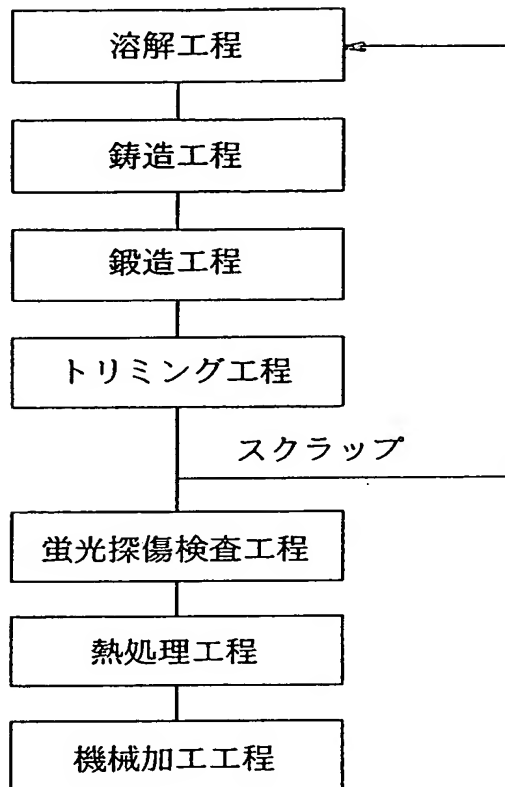 溶解工程
鋳造工程
鍛造工程
トリミング工程
スクラップ
蛍光探傷検査工程
熱処理工程
機械加工工程